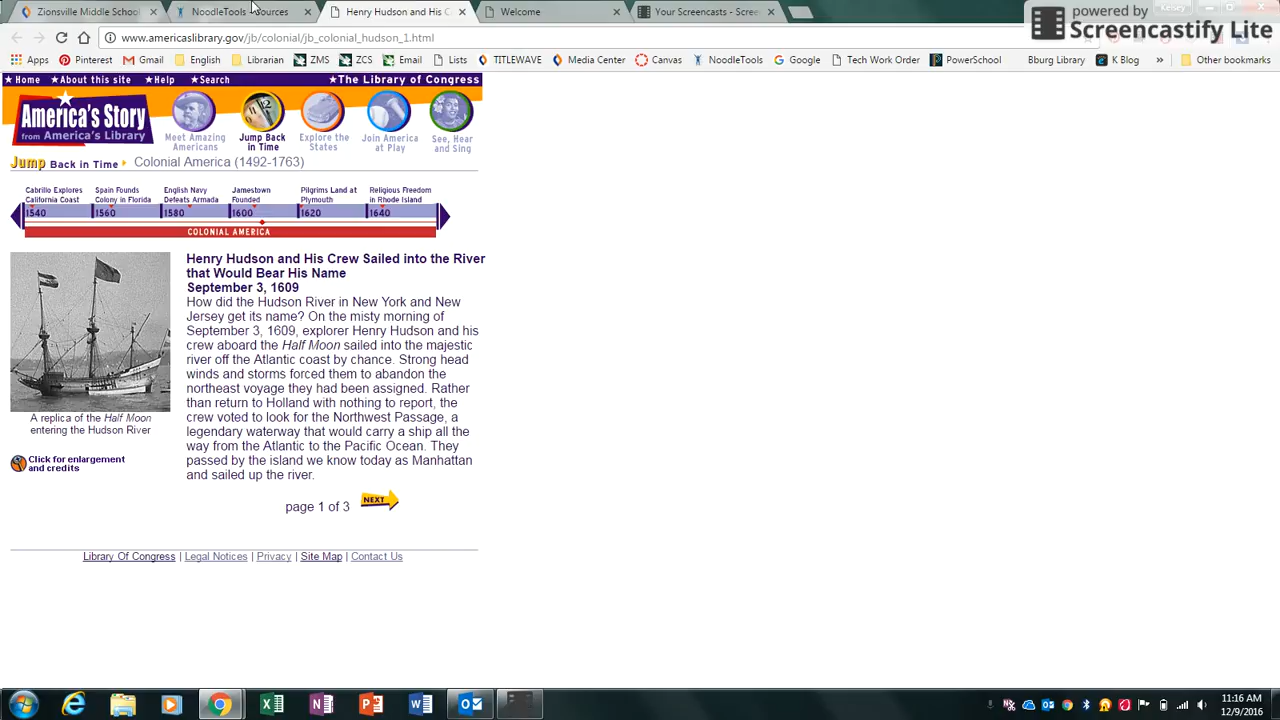 Zionsville Middle School
NoodleTools Sources
Henry Hudson and His C
Welcome
Your Screencasts - Scree
Kelsey
powered by
Screencastify Lite
www.americaslibrary.gov/jb/colonial/jb_colonial_hudson_1.html
Apps Pinterest Gmail English Librarian ZMS ZCS Email Lists TITLEWAVE Media Center Canvas NoodleTools Google PowerSchool Tech Work Order Bburg Library K Blog » Other bookmarks
Home About this site Help Search The Library of Congress
America's Story
from America's Library
Meet Amazing
Americans
Jump Back
in Time
Explore the
States
Join America
at Play
See, Hear
and Sing
Jump Back in Time Colonial America (1492-1763)
Cabrillo Explores
California Coast
Spain Founds
Colony in Florida
English Navy
Defeats Armada
Jamestown
Founded
Pilgrims Land at
Plymouth
Religious Freedom
in Rhode Island
1540 1560 1580 1600 1620 1640
COLONIAL AMERICA
Henry Hudson and His Crew Sailed into the River
that Would Bear His Name
September 3, 1609
How did the Hudson River in New York and New
Jersey get its name? On the misty morning of
September 3, 1609, explorer Henry Hudson and his
crew aboard the Half Moon sailed into the majestic
river off the Atlantic coast by chance. Strong head
winds and storms forced them to abandon the
northeast voyage they had been assigned. Rather
than return to Holland with nothing to report, the
crew voted to look for the Northwest Passage, a
legendary waterway that would carry a ship all the
way from the Atlantic to the Pacific Ocean. They
passed by the island we know today as Manhattan
and sailed up the river.
A replica of the Half Moon
entering the Hudson River
Click for enlargement
and credits
page 1 of 3 NEXT
Library Of Congress | Legal Notices | Privacy | Site Map | Contact Us
11:16 AM
12/9/2016